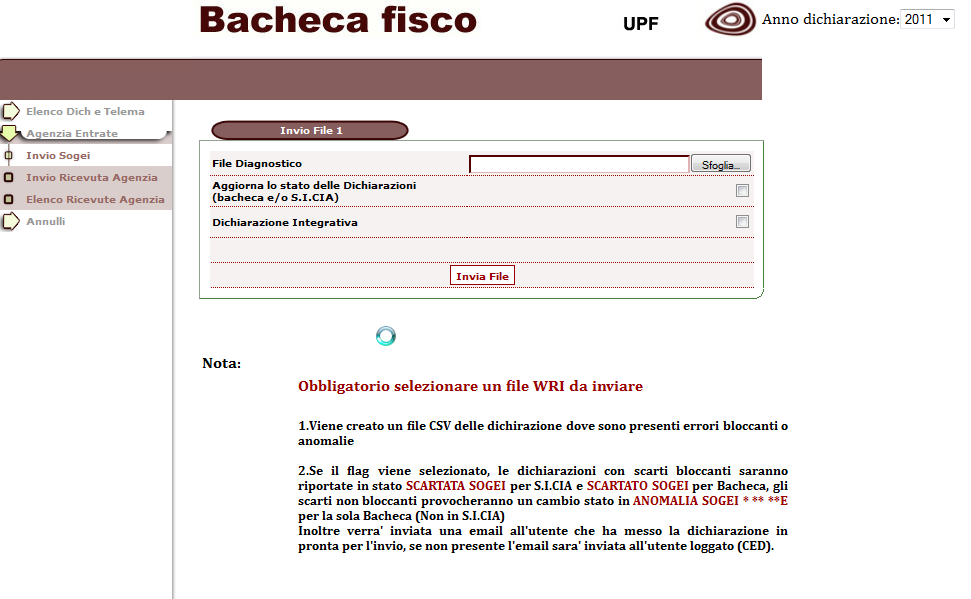 Bacheca fisco
UPF
Anno dichiarazione: 2011
Elenco Dich e Telema
Agenzia Entrate
Invio Sogei
Invio Ricevuta Agenzia
Elenco Ricevute Agenzia
Annulli
Invio File 1
File Diagnostico
Sfoglia...
Aggiorna lo stato delle Dichiarazioni
(bacheca e/o S.I.CIA)
Dichiarazione Integrativa
Invia File
Nota:
Obbligatorio selezionare un file WRI da inviare
1.Viene creato un file CSV delle dichirazione dove sono presenti errori bloccanti o
anomalie
2.Se il flag viene selezionato, le dichiarazioni con scarti bloccanti saranno
riportate in stato SCARTATA SOGEI per S.I.CIA e SCARTATO SOGEI per Bacheca, gli
scarti non bloccanti provocheranno un cambio stato in ANOMALIA SOGEI * ** **E
per la sola Bacheca (Non in S.I.CIA)
Inoltre verra' inviata una email all'utente che ha messo la dichiarazione in
pronta per l'invio, se non presente l'email sara' inviata all'utente loggato (CED).